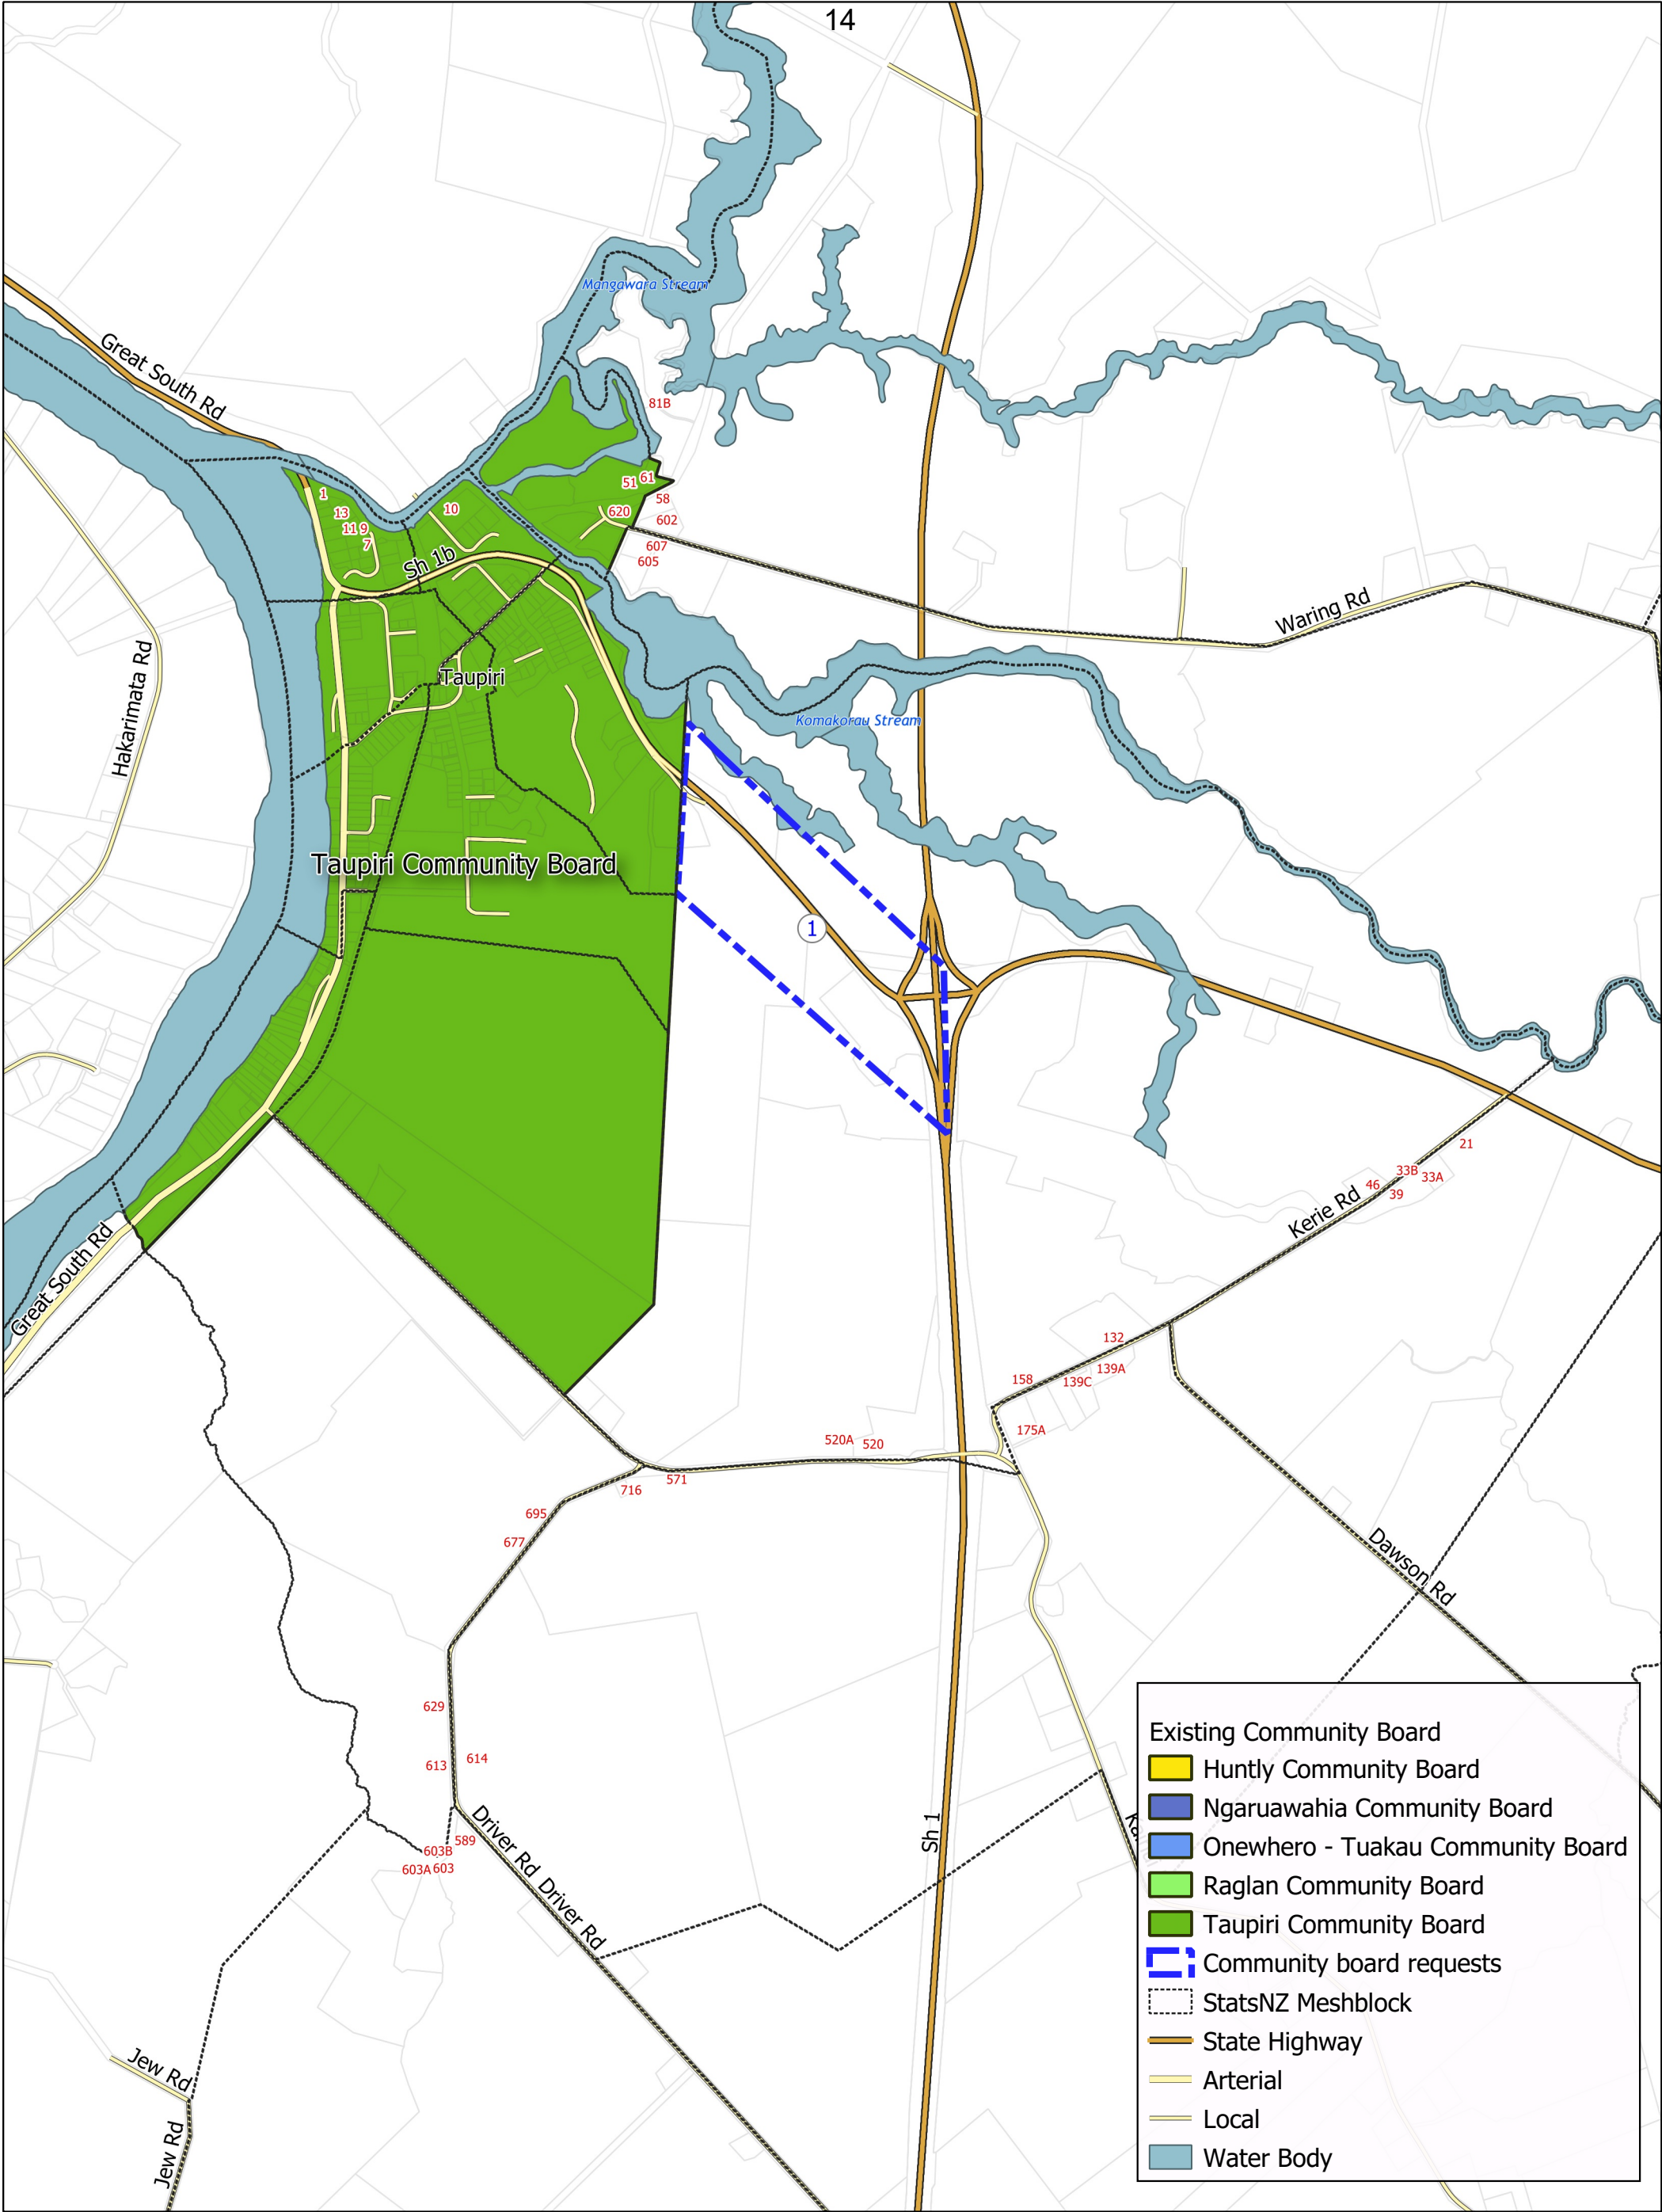 14
Mangawara Stream
Great South Rd
81B
1
13
11 9
7
10
51 61
58
620
602
607
605
Sh 1b
Waring Rd
Hakarimata Rd
Taupiri
Komakorau Stream
Taupiri Community Board
1
21
33B
33A
46
39
Kerie Rd
Great South Rd
132
139A
158
139C
175A
520A 520
571
716
695
677
Dawson Rd
629
614
613
Driver Rd Driver Rd
589
603B
603A 603
Sh 1
Jew Rd
Jew Rd
Existing Community Board
Huntly Community Board
Ngaruawahia Community Board
Onewhero - Tuakau Community Board
Raglan Community Board
Taupiri Community Board
Community board requests
StatsNZ Meshblock
State Highway
Arterial
Local
Water Body